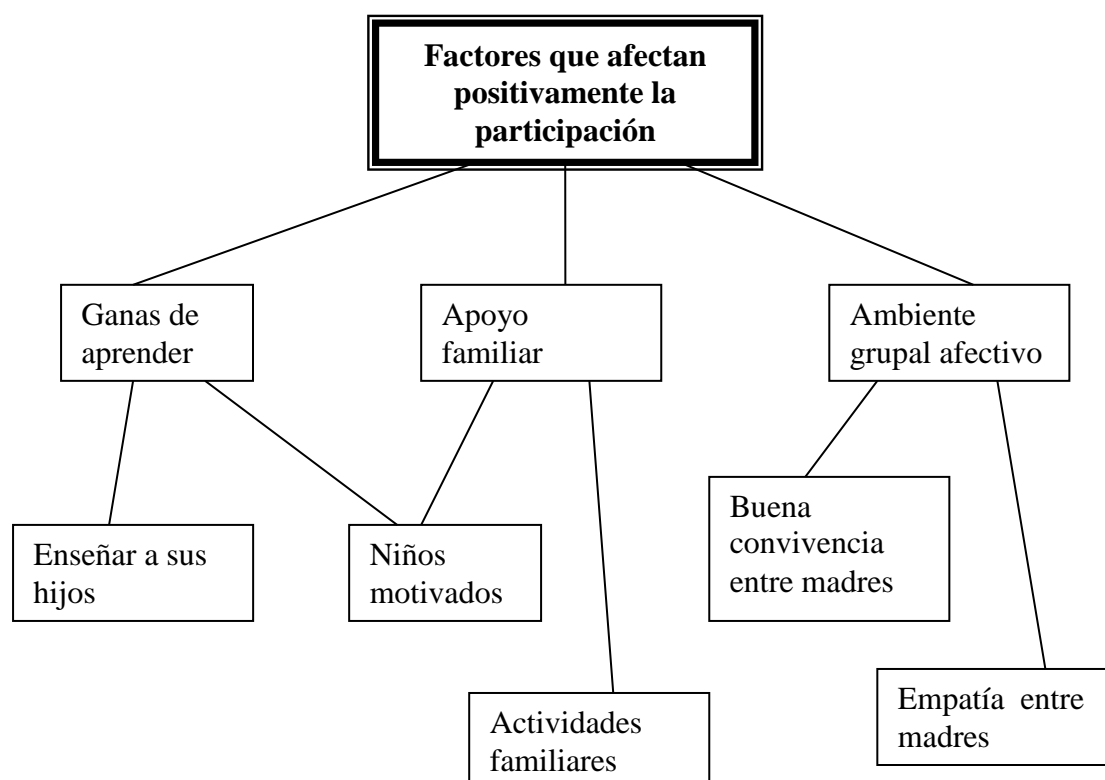 Factores que afectan
positivamente la
participación
Ganas de
aprender
Apoyo
familiar
Ambiente
grupal afectivo
Enseñar a sus
hijos
Niños
motivados
Buena
convivencia
entre madres
Actividades
familiares
Empatía  entre
madres